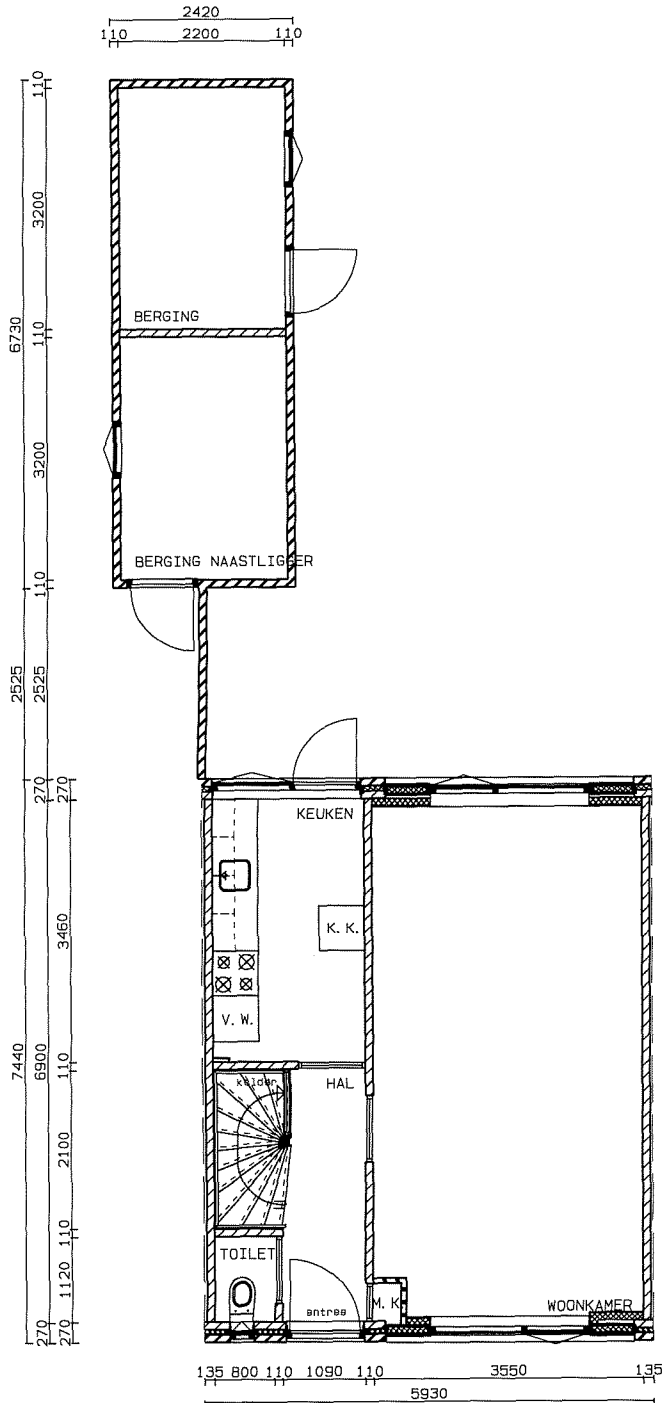 2420
110 2200 110
110
3200
110
6730
3200
110
BERGING
BERGING NAASTLIGGER
2525
2525
270
270
KEUKEN
3460
K. K.
V. W.
7440
6900
110
kelder
HAL
2100
110
TOILET
1120
entree
M. K
WOONKAMER
270
270
135 800 110 1090 110 3550 135
5930